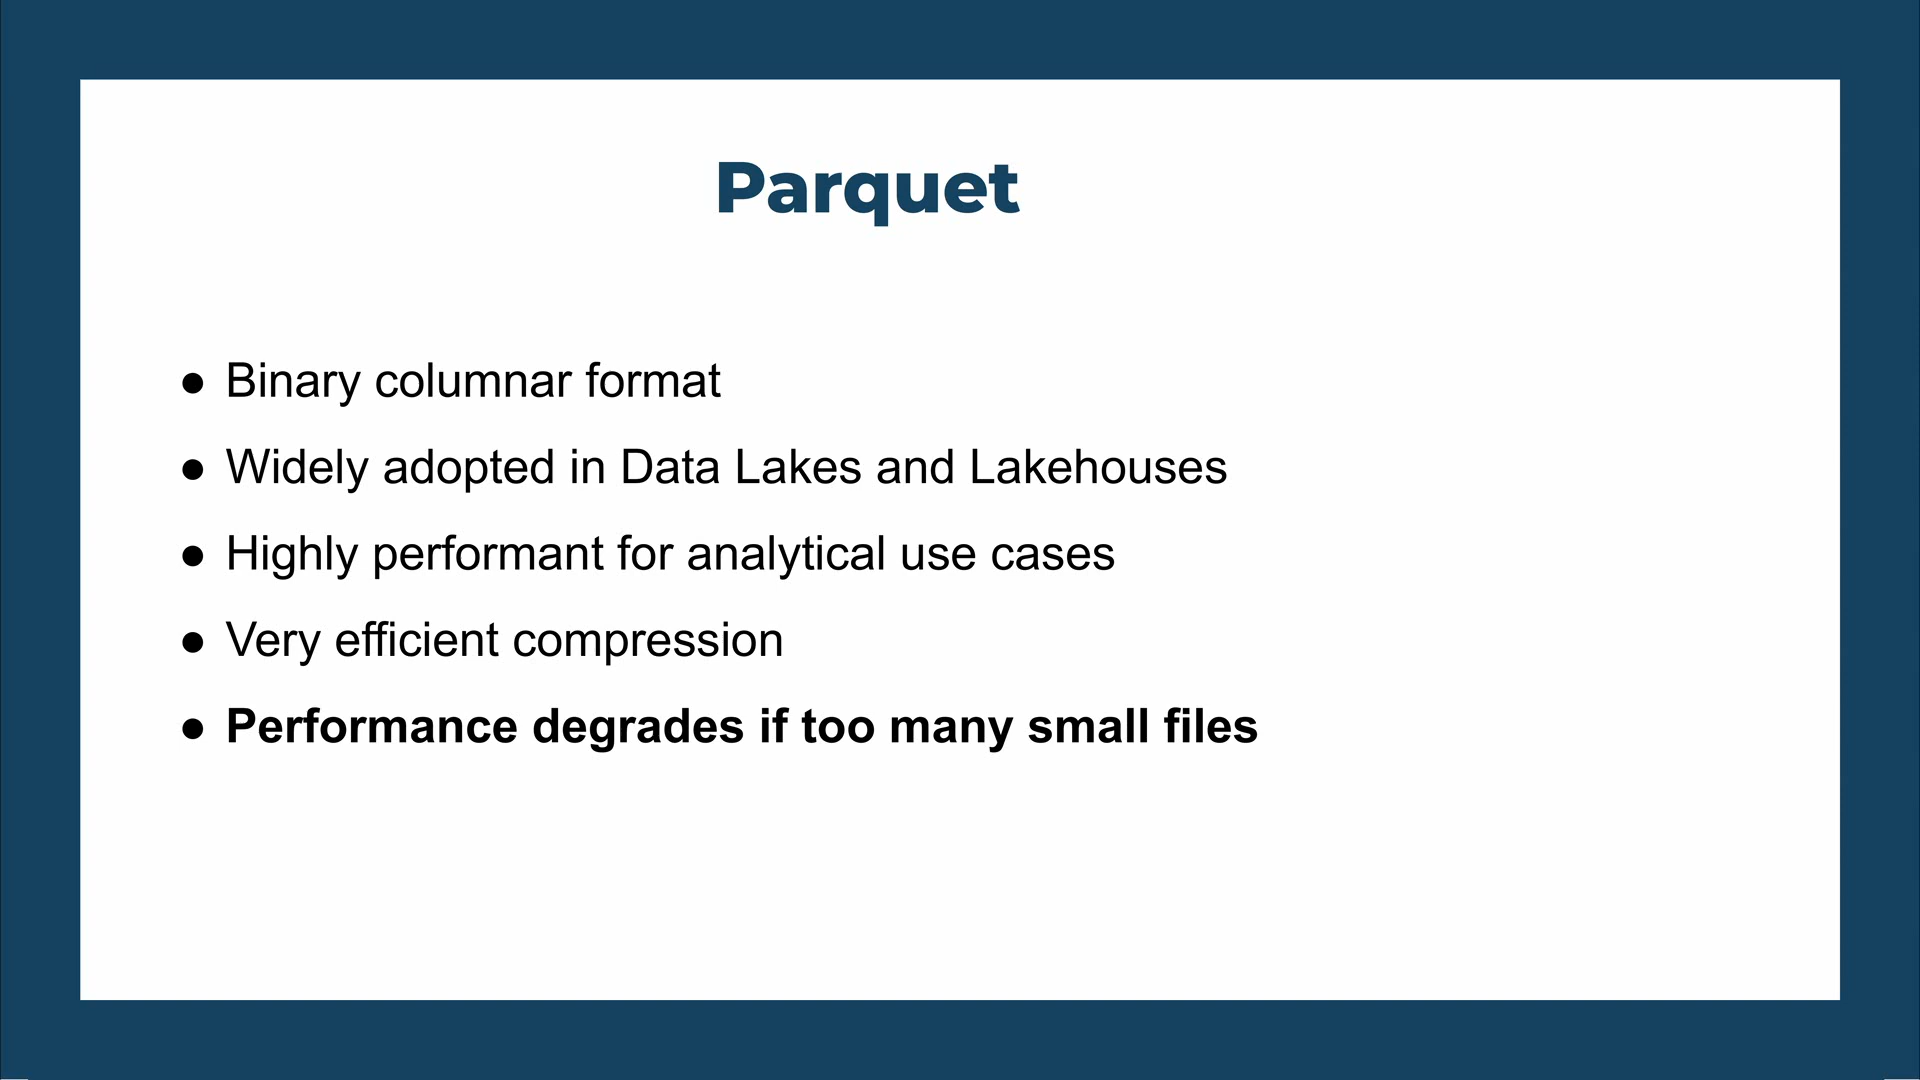 Parquet
● Binary columnar format
● Widely adopted in Data Lakes and Lakehouses
● Highly performant for analytical use cases
● Very efficient compression
● Performance degrades if too many small files